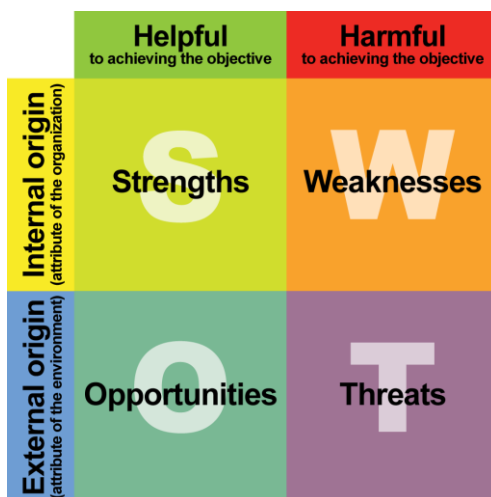 Helpful
to achieving the objective
Harmful
to achieving the objective
Internal origin
(attribute of the organization)
S
Strengths
W
Weaknesses
External origin
(attribute of the environment)
O
Opportunities
T
Threats